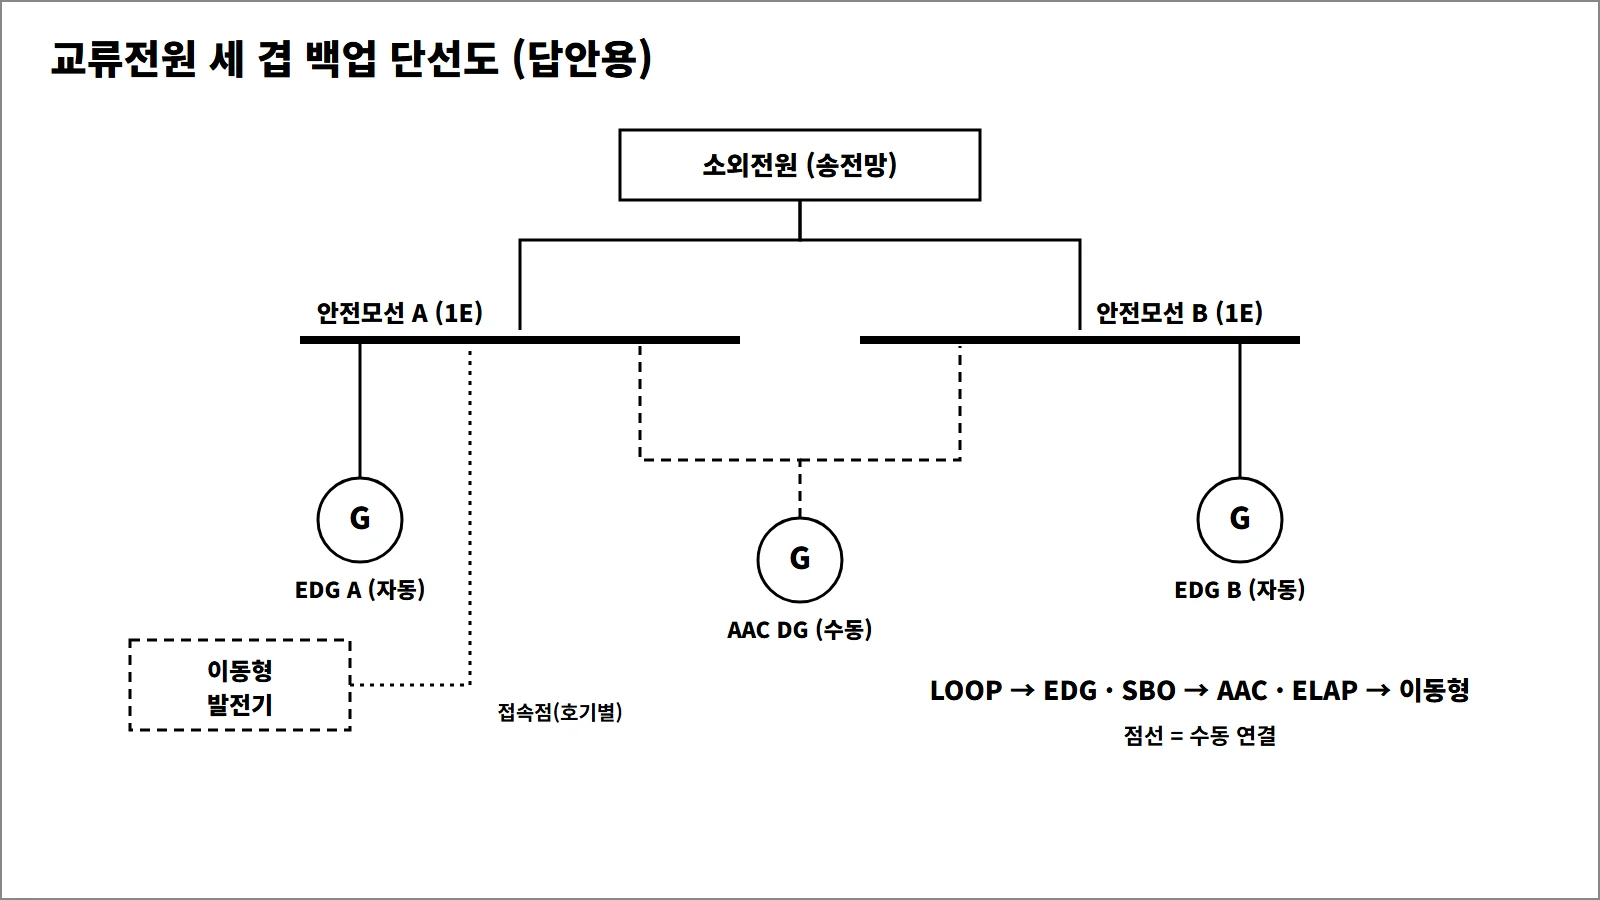 교류전원 세 겹 백업 단선도 (답안용)
소외전원 (송전망)
안전모선 A (1E)
안전모선 B (1E)
G
G
G
EDG A (자동)
EDG B (자동)
AAC DG (수동)
이동형
발전기
접속점(호기별)
LOOP → EDG · SBO → AAC · ELAP → 이동형
점선 = 수동 연결